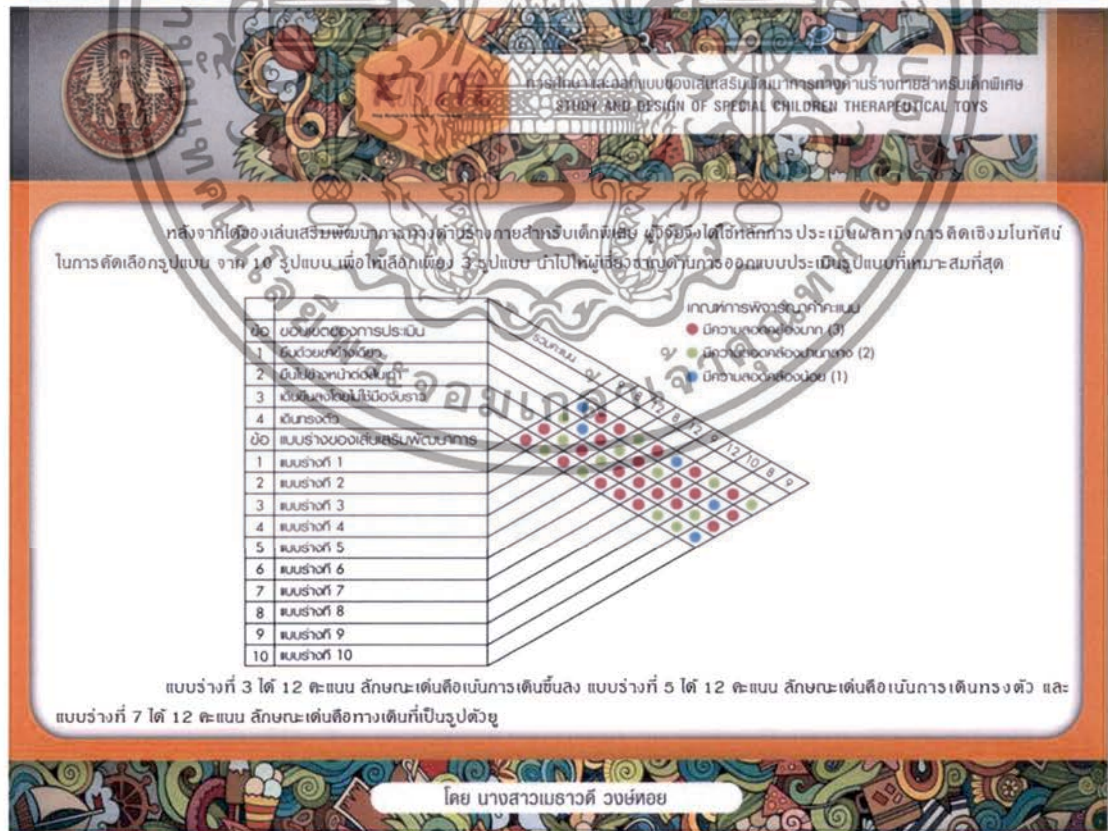 การศึกษาและออกแบบของเล่นเสริมพัฒนาการทางด้านร่างกายสำหรับเด็กพิเศษ
STUDY AND DESIGN OF SPECIAL CHILDREN THERAPEUTICAL TOYS
หลังจากได้ของเล่นเสริมพัฒนาการทางด้านร่างกายสำหรับเด็กพิเศษ ผู้วิจัยจึงได้ใช้หลักการประเมินผลทางการคิดเชิงมโนทัศน์
ในการคัดเลือกรูปแบบ จาก 10 รูปแบบ เพื่อให้เลือกเพียง 3 รูปแบบ นำไปให้ผู้เชี่ยวชาญด้านการออกแบบประเมินรูปแบบที่เหมาะสมที่สุด
เกณฑ์การพิจารณาค่าคะแนน
มีความสอดคล้องมาก (3)
มีความสอดคล้องปานกลาง (2)
มีความสอดคล้องน้อย (1)
รวมคะแนน
9 8 12 8 12 9 12 10 8 9
ข้อ ขอบเขตของการประเมิน
1 ยืนด้วยขาข้างเดียว
2 ยืนไปข้างหน้าต่อส้นเท้า
3 เดินขึ้นลงโดยไม่ใช้มือจับราว
4 เดินทรงตัว
ข้อ แบบร่างของเล่นเสริมพัฒนาการ
1 แบบร่างที่ 1
2 แบบร่างที่ 2
3 แบบร่างที่ 3
4 แบบร่างที่ 4
5 แบบร่างที่ 5
6 แบบร่างที่ 6
7 แบบร่างที่ 7
8 แบบร่างที่ 8
9 แบบร่างที่ 9
10 แบบร่างที่ 10
แบบร่างที่ 3 ได้ 12 คะแนน ลักษณะเด่นคือเน้นการเดินขึ้นลง แบบร่างที่ 5 ได้ 12 คะแนน ลักษณะเด่นคือเน้นการเดินทรงตัว และ
แบบร่างที่ 7 ได้ 12 คะแนน ลักษณะเด่นคือทางเดินที่เป็นรูปตัวยู
โดย นางสาวเมธาวดี วงษ์หอย